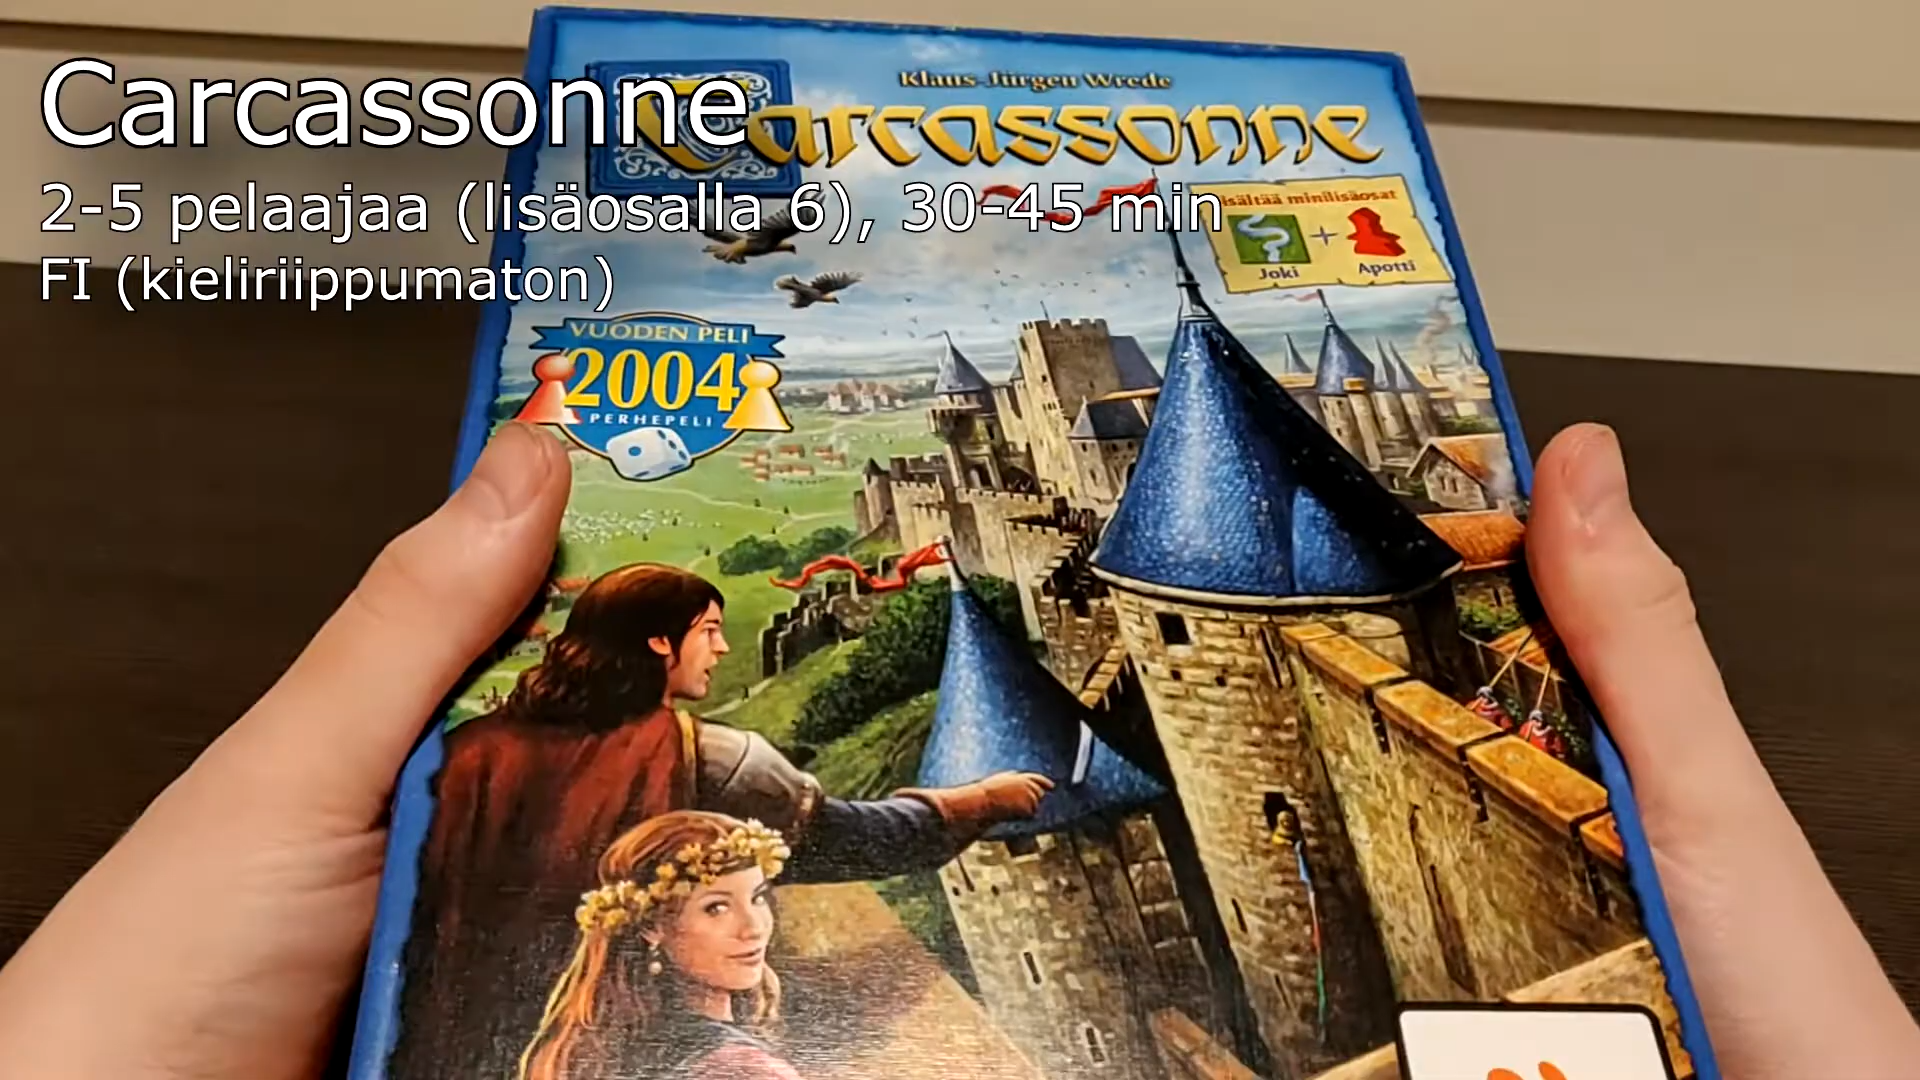 Carcassonne
2-5 pelaajaa (lisäosalla 6), 30-45 min
FI (kieliriippumaton)
Klaus-Jürgen Wrede
Carcassonne
sisältää minilisäosat
Joki + Apotti
VUODEN PELI
2004
PERHEPELI